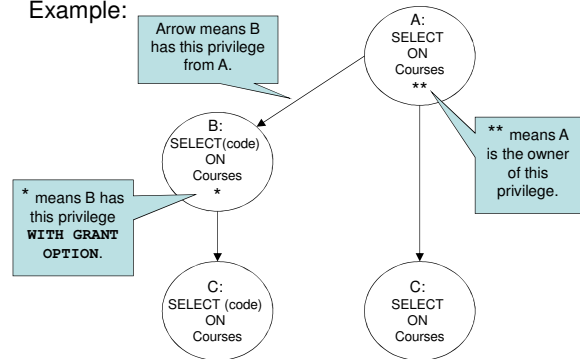 Example:
Arrow means B
has this privilege
from A.
A:
SELECT
ON
Courses
**
** means A
is the owner
of this
privilege.
B:
SELECT(code)
ON
Courses
*
* means B has
this privilege
WITH GRANT
OPTION.
C:
SELECT (code)
ON
Courses
C:
SELECT
ON
Courses